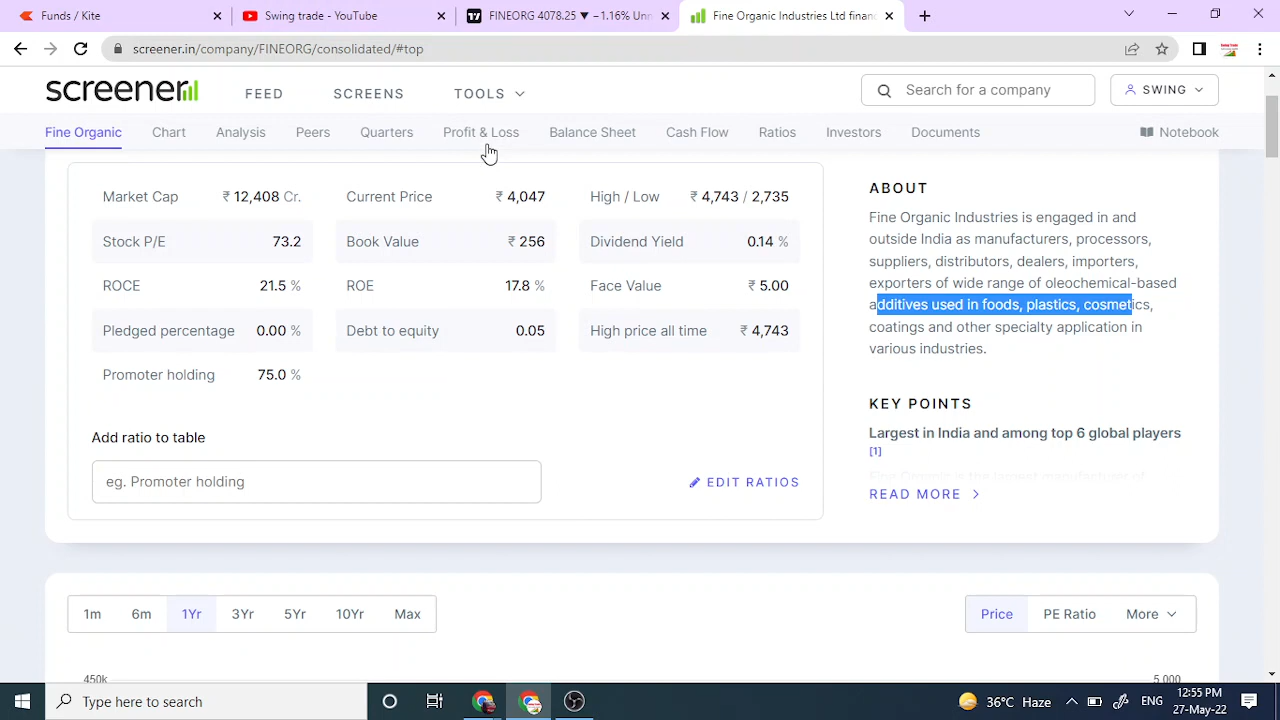 Funds / Kite
Swing trade - YouTube
FINEORG 4078.25 ▼ −1.16% Unn
Fine Organic Industries Ltd financ
screener.in/company/FINEORG/consolidated/#top
screener
FEED
SCREENS
TOOLS
Search for a company
SWING
Fine Organic
Chart
Analysis
Peers
Quarters
Profit & Loss
Balance Sheet
Cash Flow
Ratios
Investors
Documents
Notebook
Market Cap ₹ 12,408 Cr.
Current Price ₹ 4,047
High / Low ₹ 4,743 / 2,735
Stock P/E 73.2
Book Value ₹ 256
Dividend Yield 0.14 %
ROCE 21.5 %
ROE 17.8 %
Face Value ₹ 5.00
Pledged percentage 0.00 %
Debt to equity 0.05
High price all time ₹ 4,743
Promoter holding 75.0 %
Add ratio to table
eg. Promoter holding
EDIT RATIOS
ABOUT
Fine Organic Industries is engaged in and
outside India as manufacturers, processors,
suppliers, distributors, dealers, importers,
exporters of wide range of oleochemical-based
additives used in foods, plastics, cosmetics,
coatings and other specialty application in
various industries.
KEY POINTS
Largest in India and among top 6 global players
[1]
Fine Organic is the largest manufacturer of
READ MORE
1m
6m
1Yr
3Yr
5Yr
10Yr
Max
Price
PE Ratio
More
450k
5,000
Type here to search
36°C Haze
ENG
12:55 PM
27-May-22